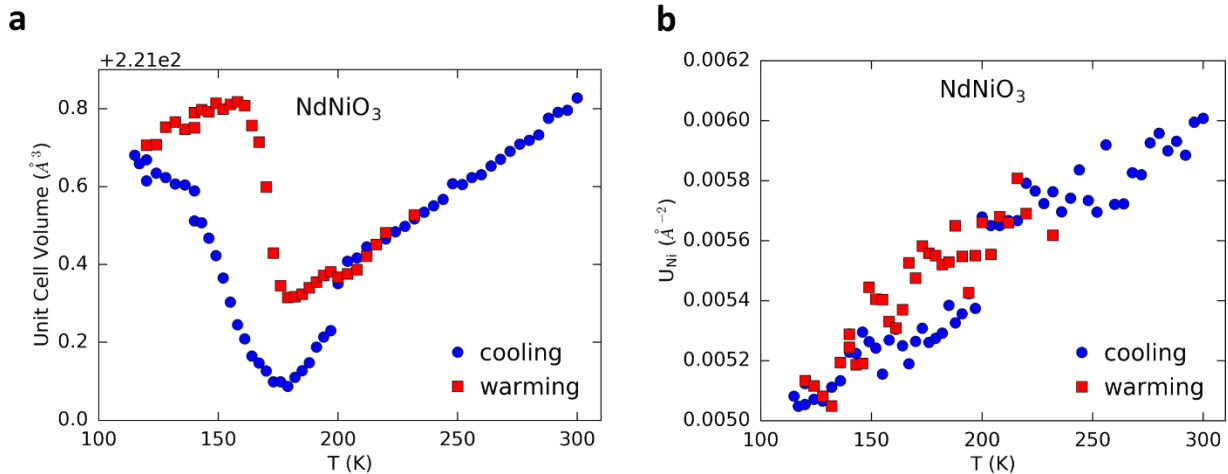 a
+2.21e2
NdNiO₃
Unit Cell Volume (Å³)
0.8
0.6
0.4
0.2
0.0
cooling
warming
100 150 200 250 300
T (K)
b
NdNiO₃
U_Ni (Å⁻²)
0.0062
0.0060
0.0058
0.0056
0.0054
0.0052
0.0050
cooling
warming
100 150 200 250 300
T (K)